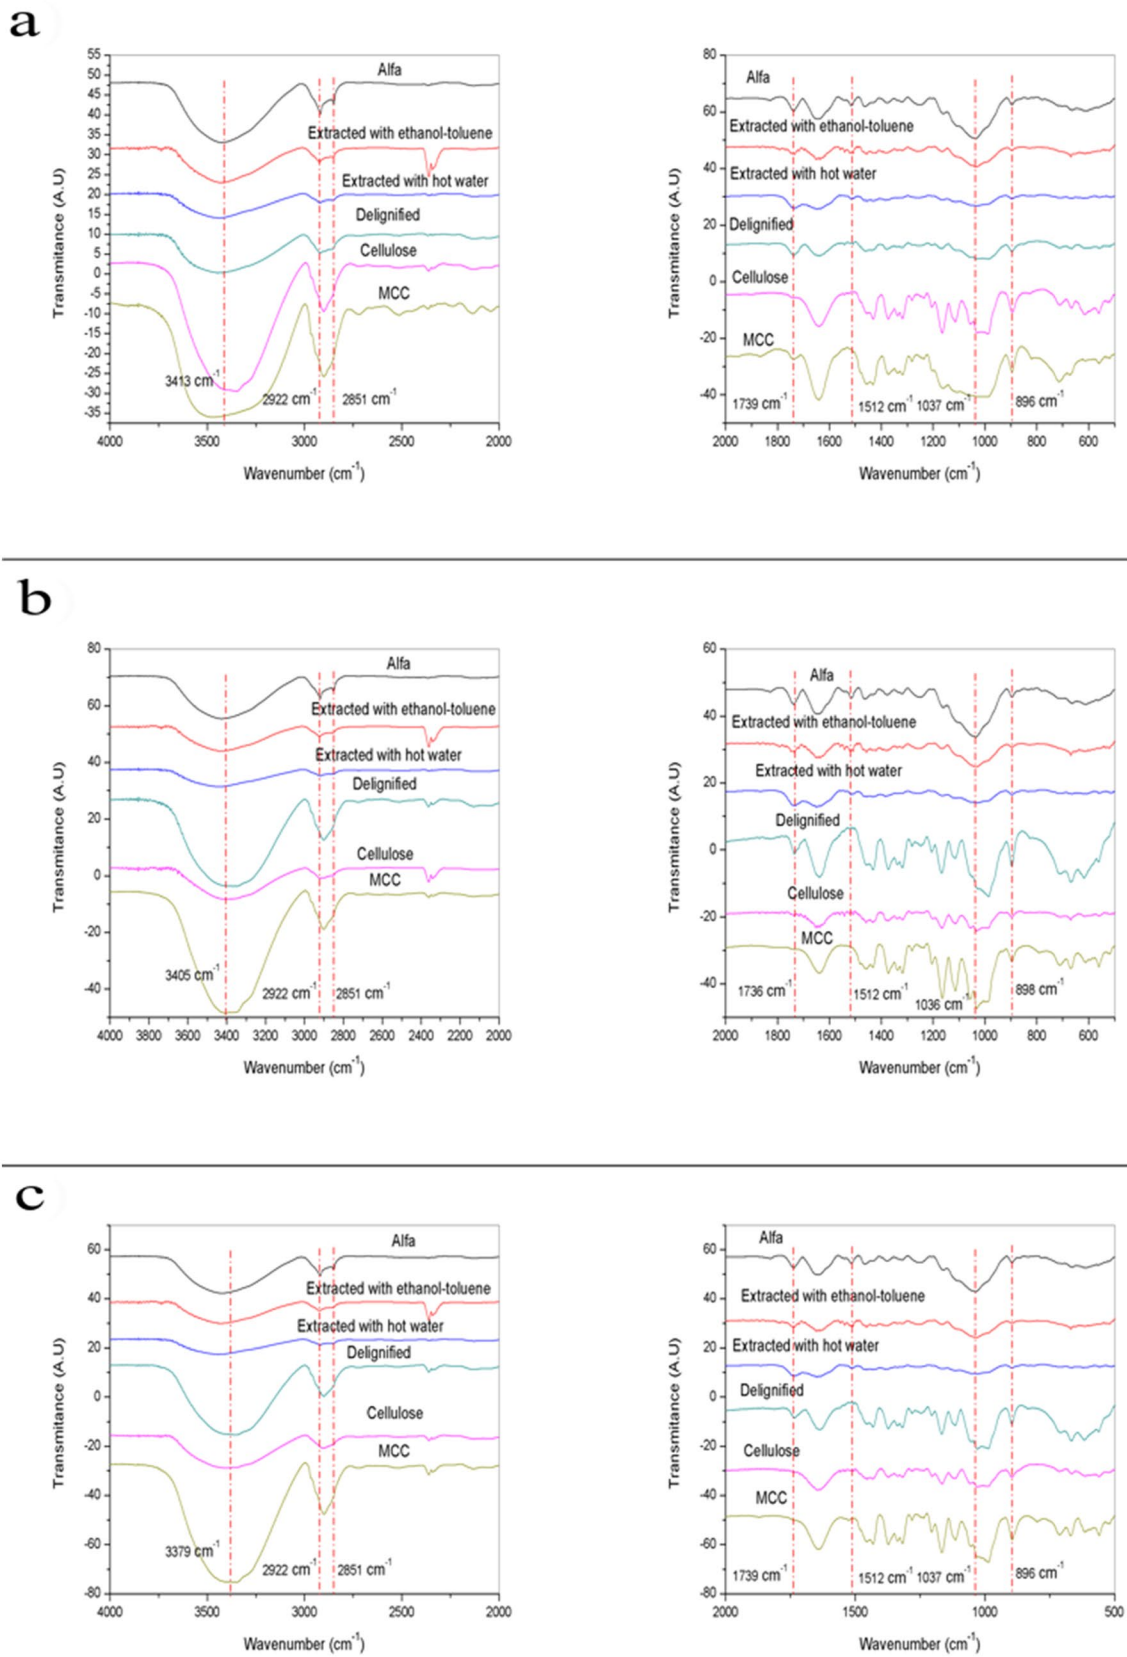 a
55
50
45
40
35
30
25
20
15
10
5
0
-5
-10
-15
-20
-25
-30
-35
Transmitance (A.U)
Alfa
Extracted with ethanol-toluene
Extracted with hot water
Delignified
Cellulose
MCC
3413 cm-1
2922 cm-1
2851 cm-1
4000 3500 3000 2500 2000
Wavenumber (cm-1)
80
60
40
20
0
-20
-40
Transmitance (A.U)
Alfa
Extracted with ethanol-toluene
Extracted with hot water
Delignified
Cellulose
MCC
1739 cm-1
1512 cm-1
1037 cm-1
896 cm-1
2000 1800 1600 1400 1200 1000 800 600
Wavenumber (cm-1)
b
80
60
40
20
0
-20
-40
Transmitance (A.U)
Alfa
Extracted with ethanol-toluene
Extracted with hot water
Delignified
Cellulose
MCC
3405 cm-1
2922 cm-1
2851 cm-1
4000 3800 3600 3400 3200 3000 2800 2600 2400 2200 2000
Wavenumber (cm-1)
60
40
20
0
-20
-40
Transmitance (A.U)
Alfa
Extracted with ethanol-toluene
Extracted with hot water
Delignified
Cellulose
MCC
1736 cm-1
1512 cm-1
1036 cm-1
898 cm-1
2000 1800 1600 1400 1200 1000 800 600
Wavenumber (cm-1)
c
60
40
20
0
-20
-40
-60
-80
Transmitance (A.U)
Alfa
Extracted with ethanol-toluene
Extracted with hot water
Delignified
Cellulose
MCC
3379 cm-1
2922 cm-1
2851 cm-1
4000 3500 3000 2500 2000
Wavenumber (cm-1)
60
40
20
0
-20
-40
-60
-80
Transmitance (A.U)
Alfa
Extracted with ethanol-toluene
Extracted with hot water
Delignified
Cellulose
MCC
1739 cm-1
1512 cm-1
1037 cm-1
896 cm-1
2000 1500 1000 500
Wavenumber (cm-1)